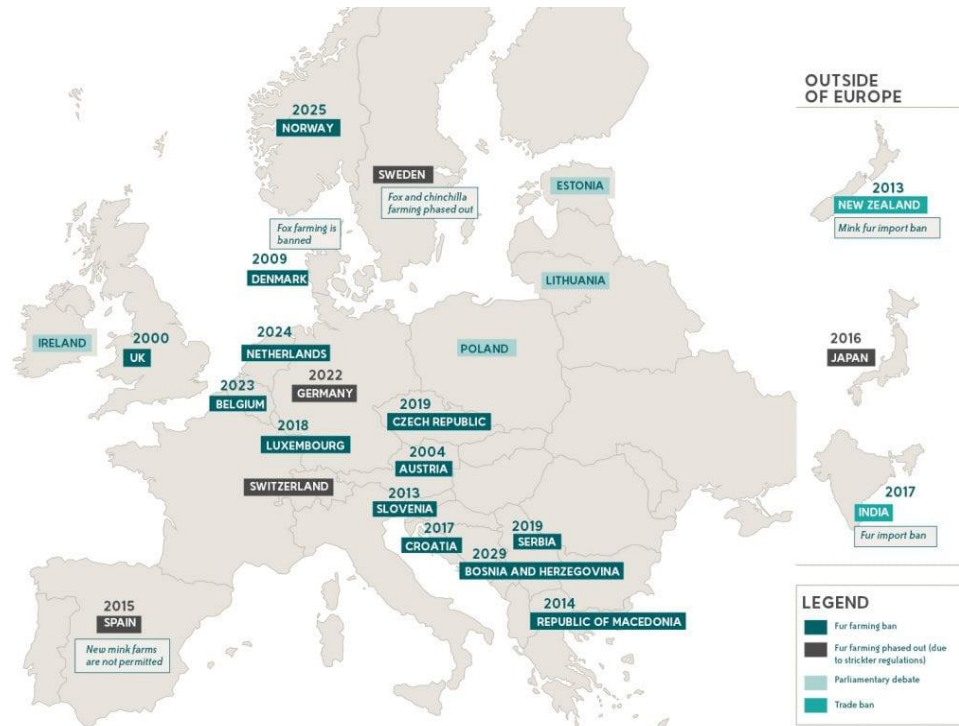 OUTSIDE
OF EUROPE
2025
NORWAY
SWEDEN
Fox and chinchilla
farming phased out
ESTONIA
2013
NEW ZEALAND
Mink fur import ban
Fox farming is
banned
2009
DENMARK
LITHUANIA
IRELAND
2000
UK
2024
NETHERLANDS
POLAND
2016
JAPAN
2022
GERMANY
2023
BELGIUM
2019
CZECH REPUBLIC
2018
LUXEMBOURG
2004
AUSTRIA
SWITZERLAND
2013
SLOVENIA
2017
INDIA
Fur import ban
2017
CROATIA
2019
SERBIA
2029
BOSNIA AND HERZEGOVINA
2015
SPAIN
New mink farms
are not permitted
2014
REPUBLIC OF MACEDONIA
LEGEND
Fur farming ban
Fur farming phased out (due
to strickter regulations)
Parliamentary debate
Trade ban